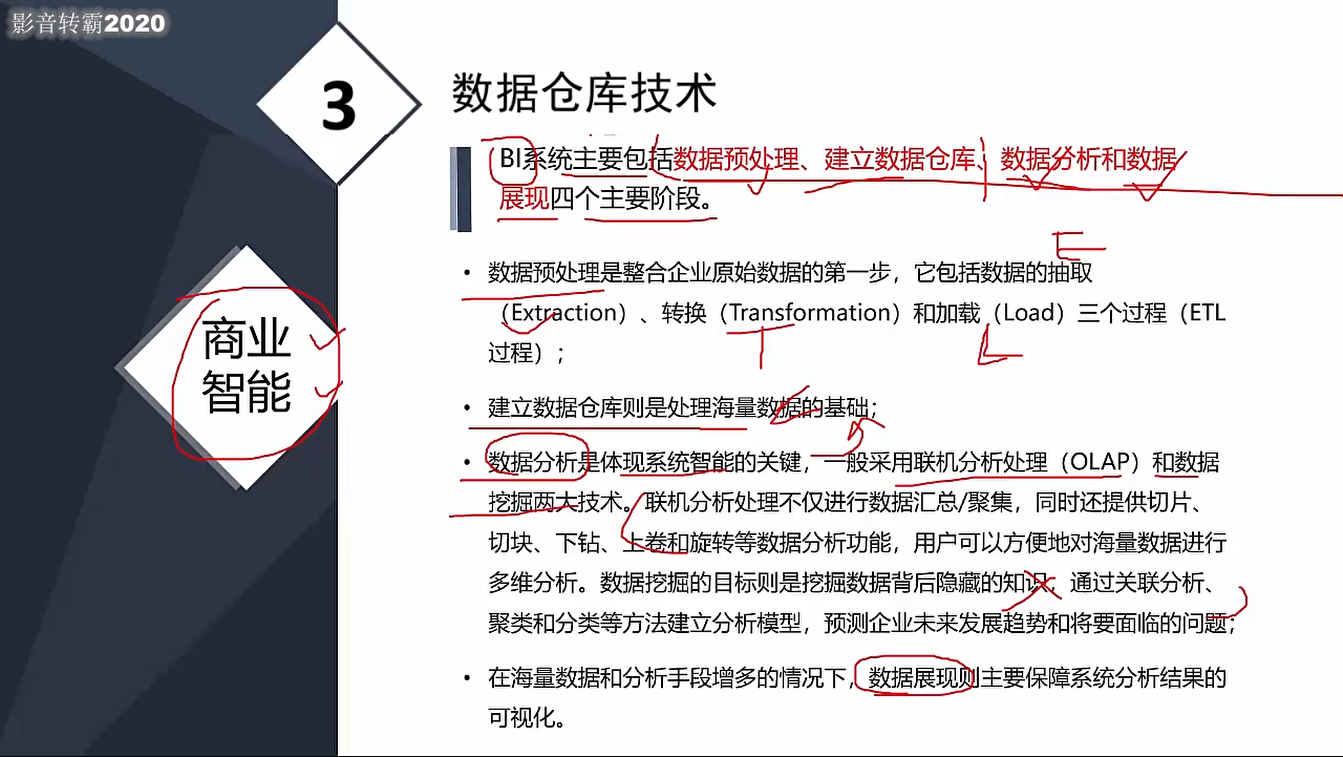 影音转霸2020
3
数据仓库技术
BI系统主要包括数据预处理、建立数据仓库、数据分析和数据
展现四个主要阶段。
商业
智能
• 数据预处理是整合企业原始数据的第一步，它包括数据的抽取
（Extraction）、转换（Transformation）和加载（Load）三个过程（ETL
过程）；
• 建立数据仓库则是处理海量数据的基础；
• 数据分析是体现系统智能的关键，一般采用联机分析处理（OLAP）和数据
挖掘两大技术。联机分析处理不仅进行数据汇总/聚集，同时还提供切片、
切块、下钻、上卷和旋转等数据分析功能，用户可以方便地对海量数据进行
多维分析。数据挖掘的目标则是挖掘数据背后隐藏的知识，通过关联分析、
聚类和分类等方法建立分析模型，预测企业未来发展趋势和将要面临的问题；
• 在海量数据和分析手段增多的情况下，数据展现则主要保障系统分析结果的
可视化。
E
T
L